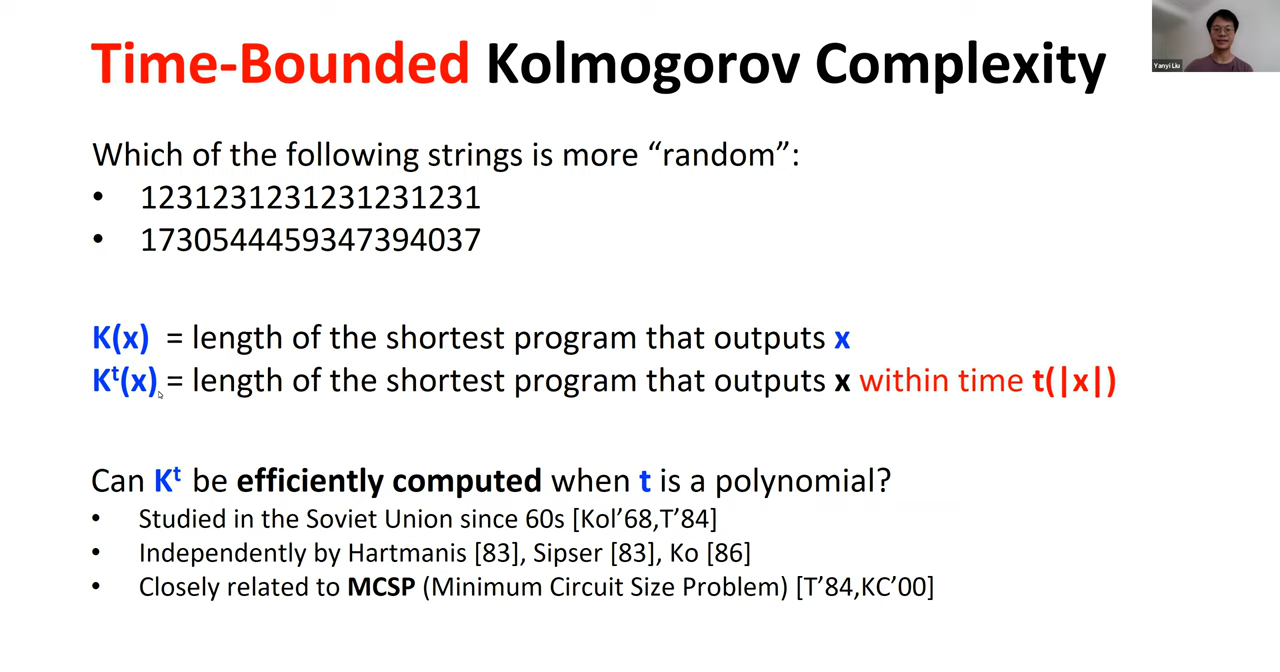 Time-Bounded Kolmogorov Complexity
Yanyi Liu
Which of the following strings is more “random”:
• 1231231231231231231
• 1730544459347394037
K(x) = length of the shortest program that outputs x
Kᵗ(x) = length of the shortest program that outputs x within time t(|x|)
Can Kᵗ be efficiently computed when t is a polynomial?
• Studied in the Soviet Union since 60s [Kol’68,T’84]
• Independently by Hartmanis [83], Sipser [83], Ko [86]
• Closely related to MCSP (Minimum Circuit Size Problem) [T’84,KC’00]